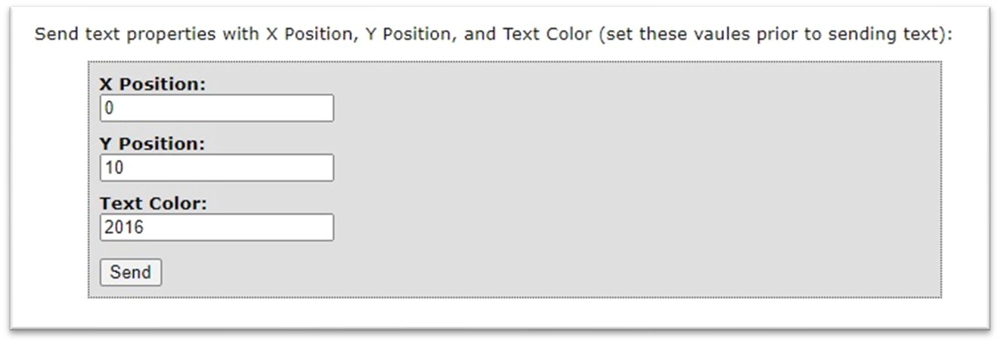 Send text properties with X Position, Y Position, and Text Color (set these vaules prior to sending text):
X Position:
0
Y Position:
10
Text Color:
2016
Send